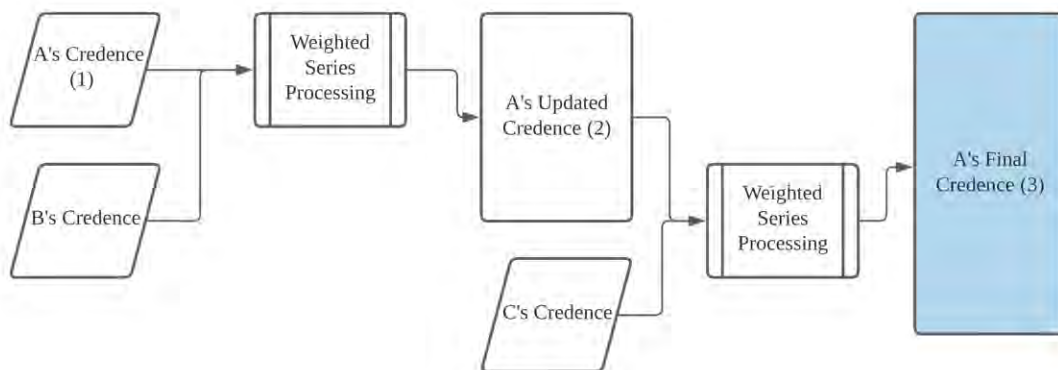 A's Credence
(1)
B's Credence
Weighted
Series
Processing
A's Updated
Credence (2)
C's Credence
Weighted
Series
Processing
A's Final
Credence (3)